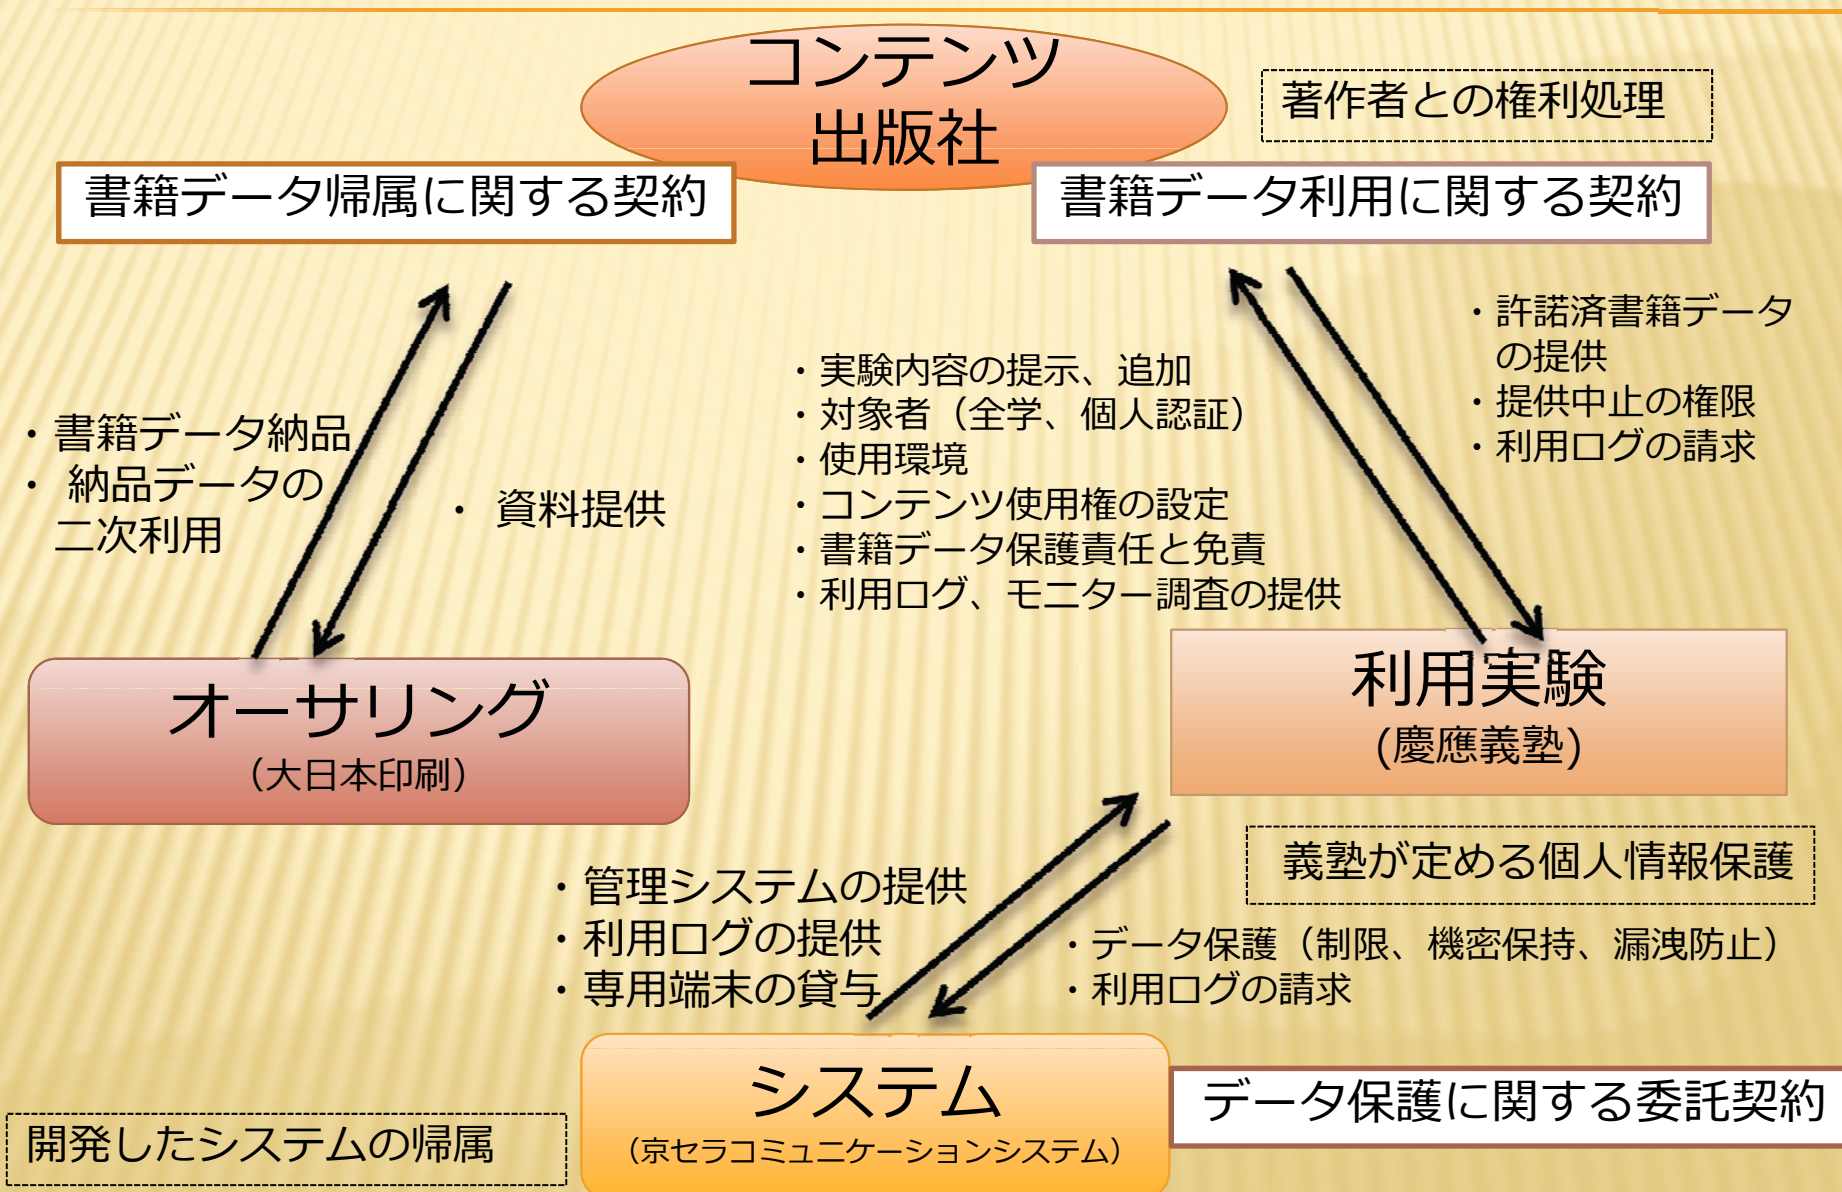 コンテンツ
出版社
著作者との権利処理
書籍データ帰属に関する契約
書籍データ利用に関する契約
・書籍データ納品
・ 納品データの
二次利用
・ 資料提供
・実験内容の提示、追加
・対象者（全学、個人認証）
・使用環境
・コンテンツ使用権の設定
・書籍データ保護責任と免責
・利用ログ、モニター調査の提供
・許諾済書籍データ
の提供
・提供中止の権限
・利用ログの請求
オーサリング
（大日本印刷）
利用実験
(慶應義塾)
義塾が定める個人情報保護
・管理システムの提供
・利用ログの提供
・専用端末の貸与
・データ保護（制限、機密保持、漏洩防止）
・利用ログの請求
システム
（京セラコミュニケーションシステム）
データ保護に関する委託契約
開発したシステムの帰属